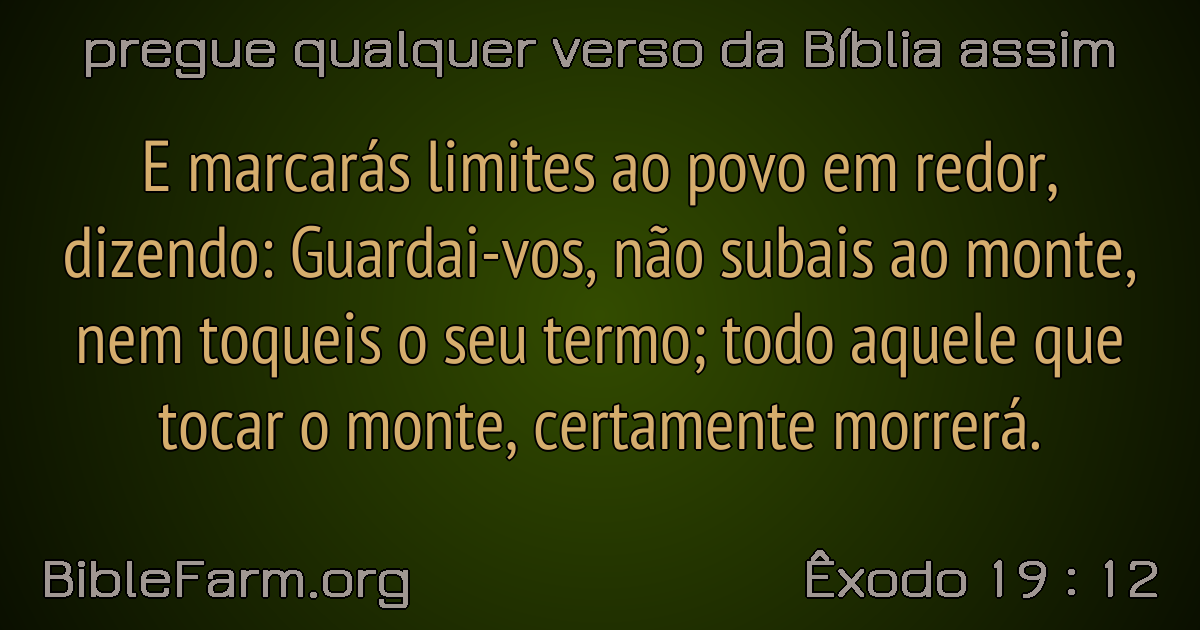 pregue qualquer verso da Bíblia assim
E marcarás limites ao povo em redor,
dizendo: Guardai-vos, não subais ao monte,
nem toqueis o seu termo; todo aquele que
tocar o monte, certamente morrerá.
BibleFarm.org
Êxodo 19 : 12